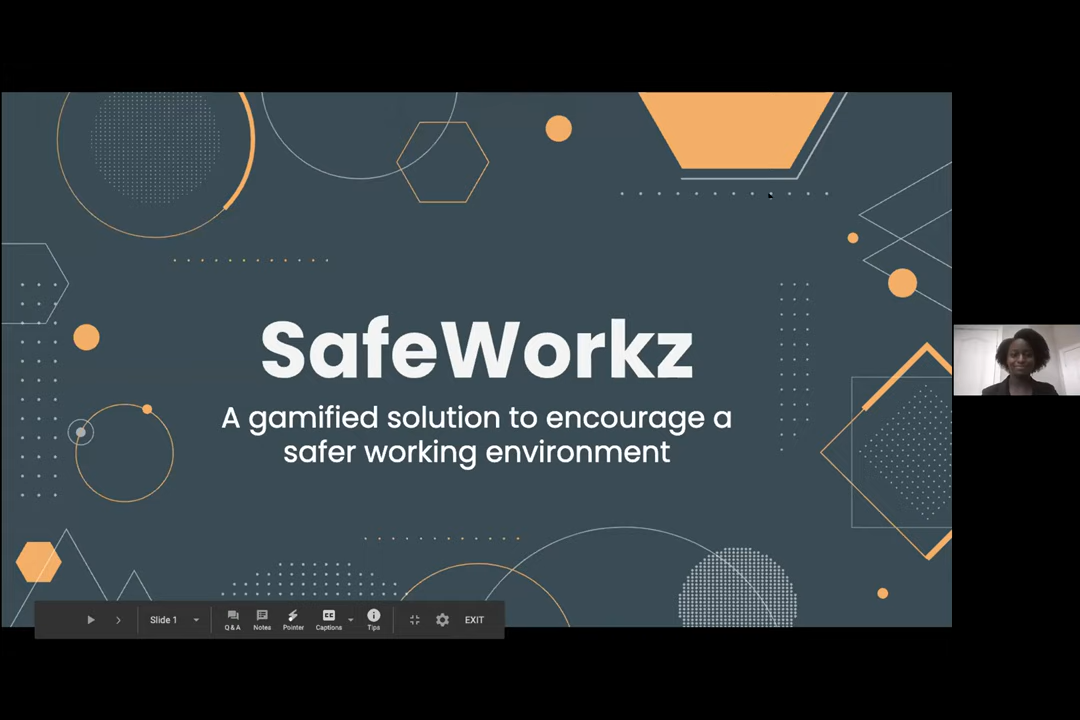 SafeWorkz
A gamified solution to encourage a
safer working environment
Slide 1
Q&A
Notes
Pointer
CC
Captions
Tips
EXIT